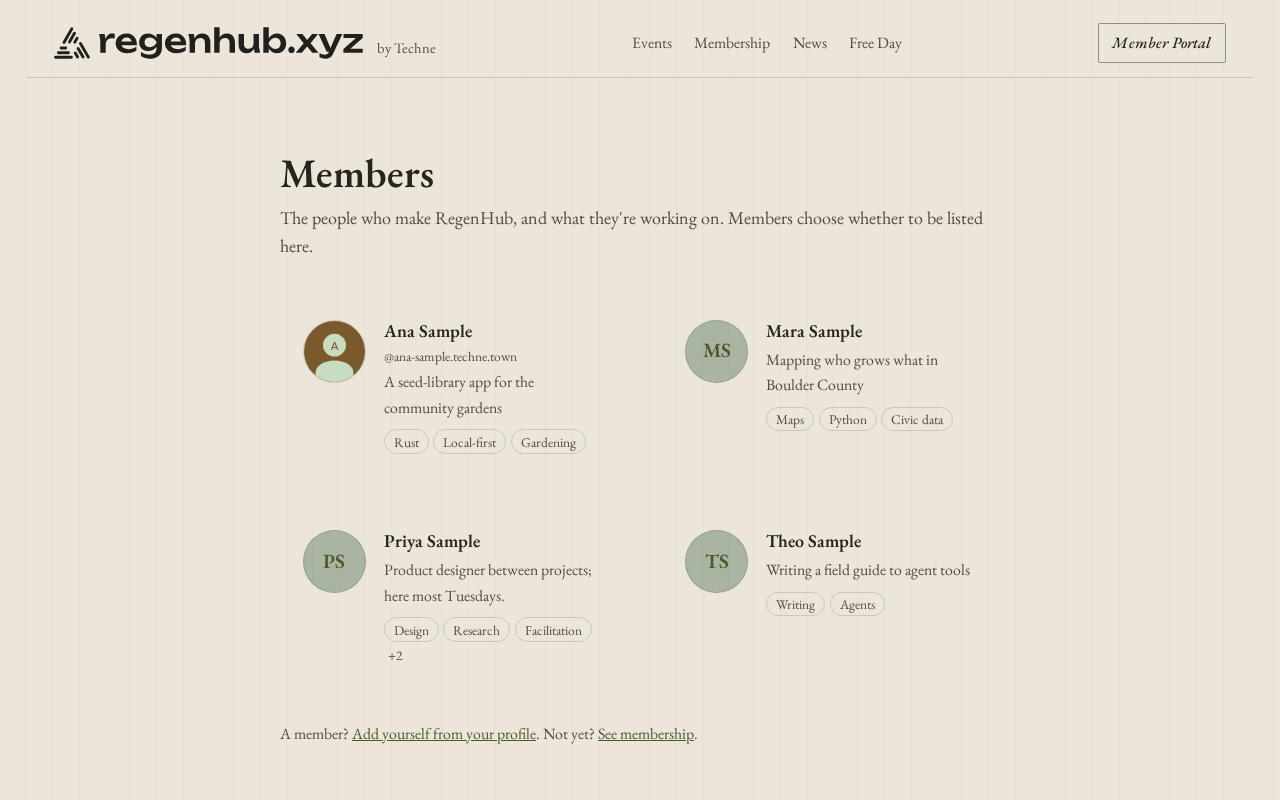 regenhub.xyz by Techne
Events Membership News Free Day
Member Portal
Members
The people who make RegenHub, and what they're working on. Members choose whether to be listed
here.
A
Ana Sample
@ana-sample.techne.town
A seed-library app for the
community gardens
Rust Local-first Gardening
MS
Mara Sample
Mapping who grows what in
Boulder County
Maps Python Civic data
PS
Priya Sample
Product designer between projects;
here most Tuesdays.
Design Research Facilitation
+2
TS
Theo Sample
Writing a field guide to agent tools
Writing Agents
A member? Add yourself from your profile. Not yet? See membership.